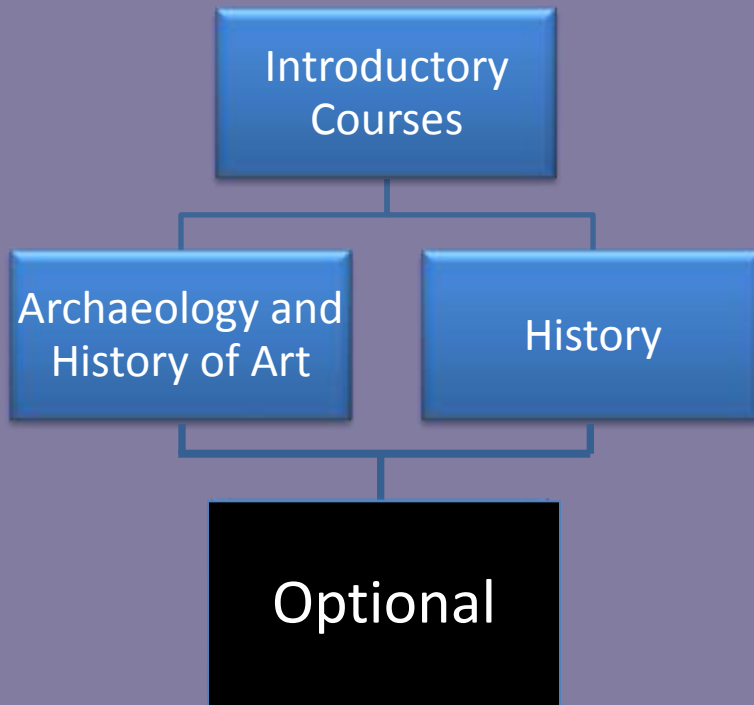 Introductory
Courses
Archaeology and
History of Art
History
Optional